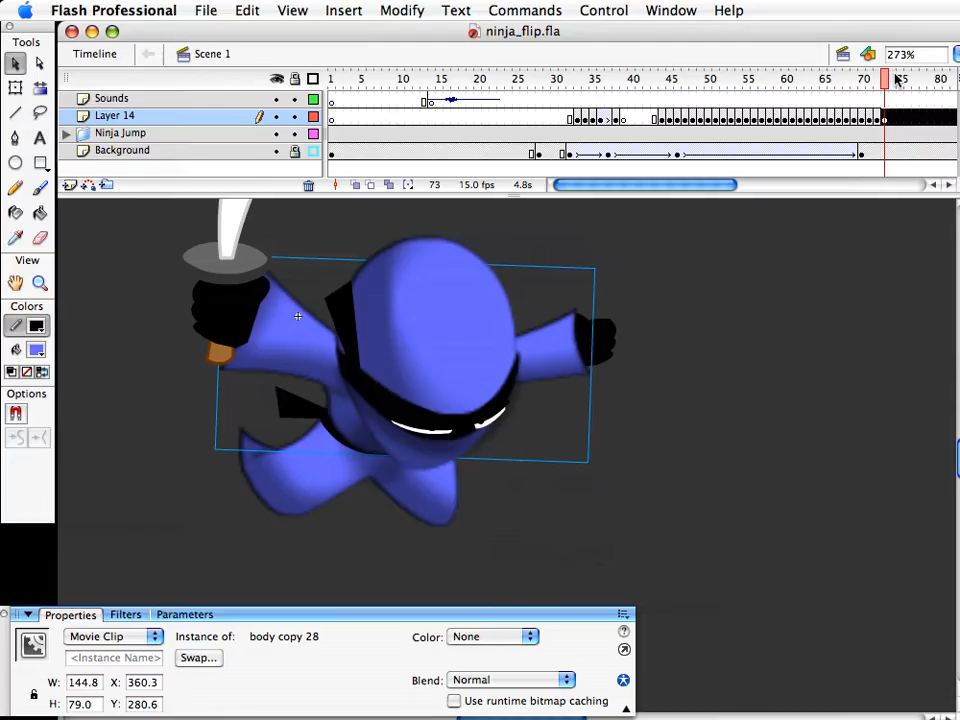 Flash Professional File Edit View Insert Modify Text Commands Control Window Help
ninja_flip.fla
Tools
Timeline Scene 1 273%
1 5 10 15 20 25 30 35 40 45 50 55 60 65 70 75 80
Sounds
Layer 14
Ninja Jump
Background
73 15.0 fps 4.8s
View
Colors
Options
Properties Filters Parameters
Movie Clip Instance of: body copy 28 Color: None
<Instance Name> Swap...
W: 144.8 X: 360.3 Blend: Normal
H: 79.0 Y: 280.6 Use runtime bitmap caching